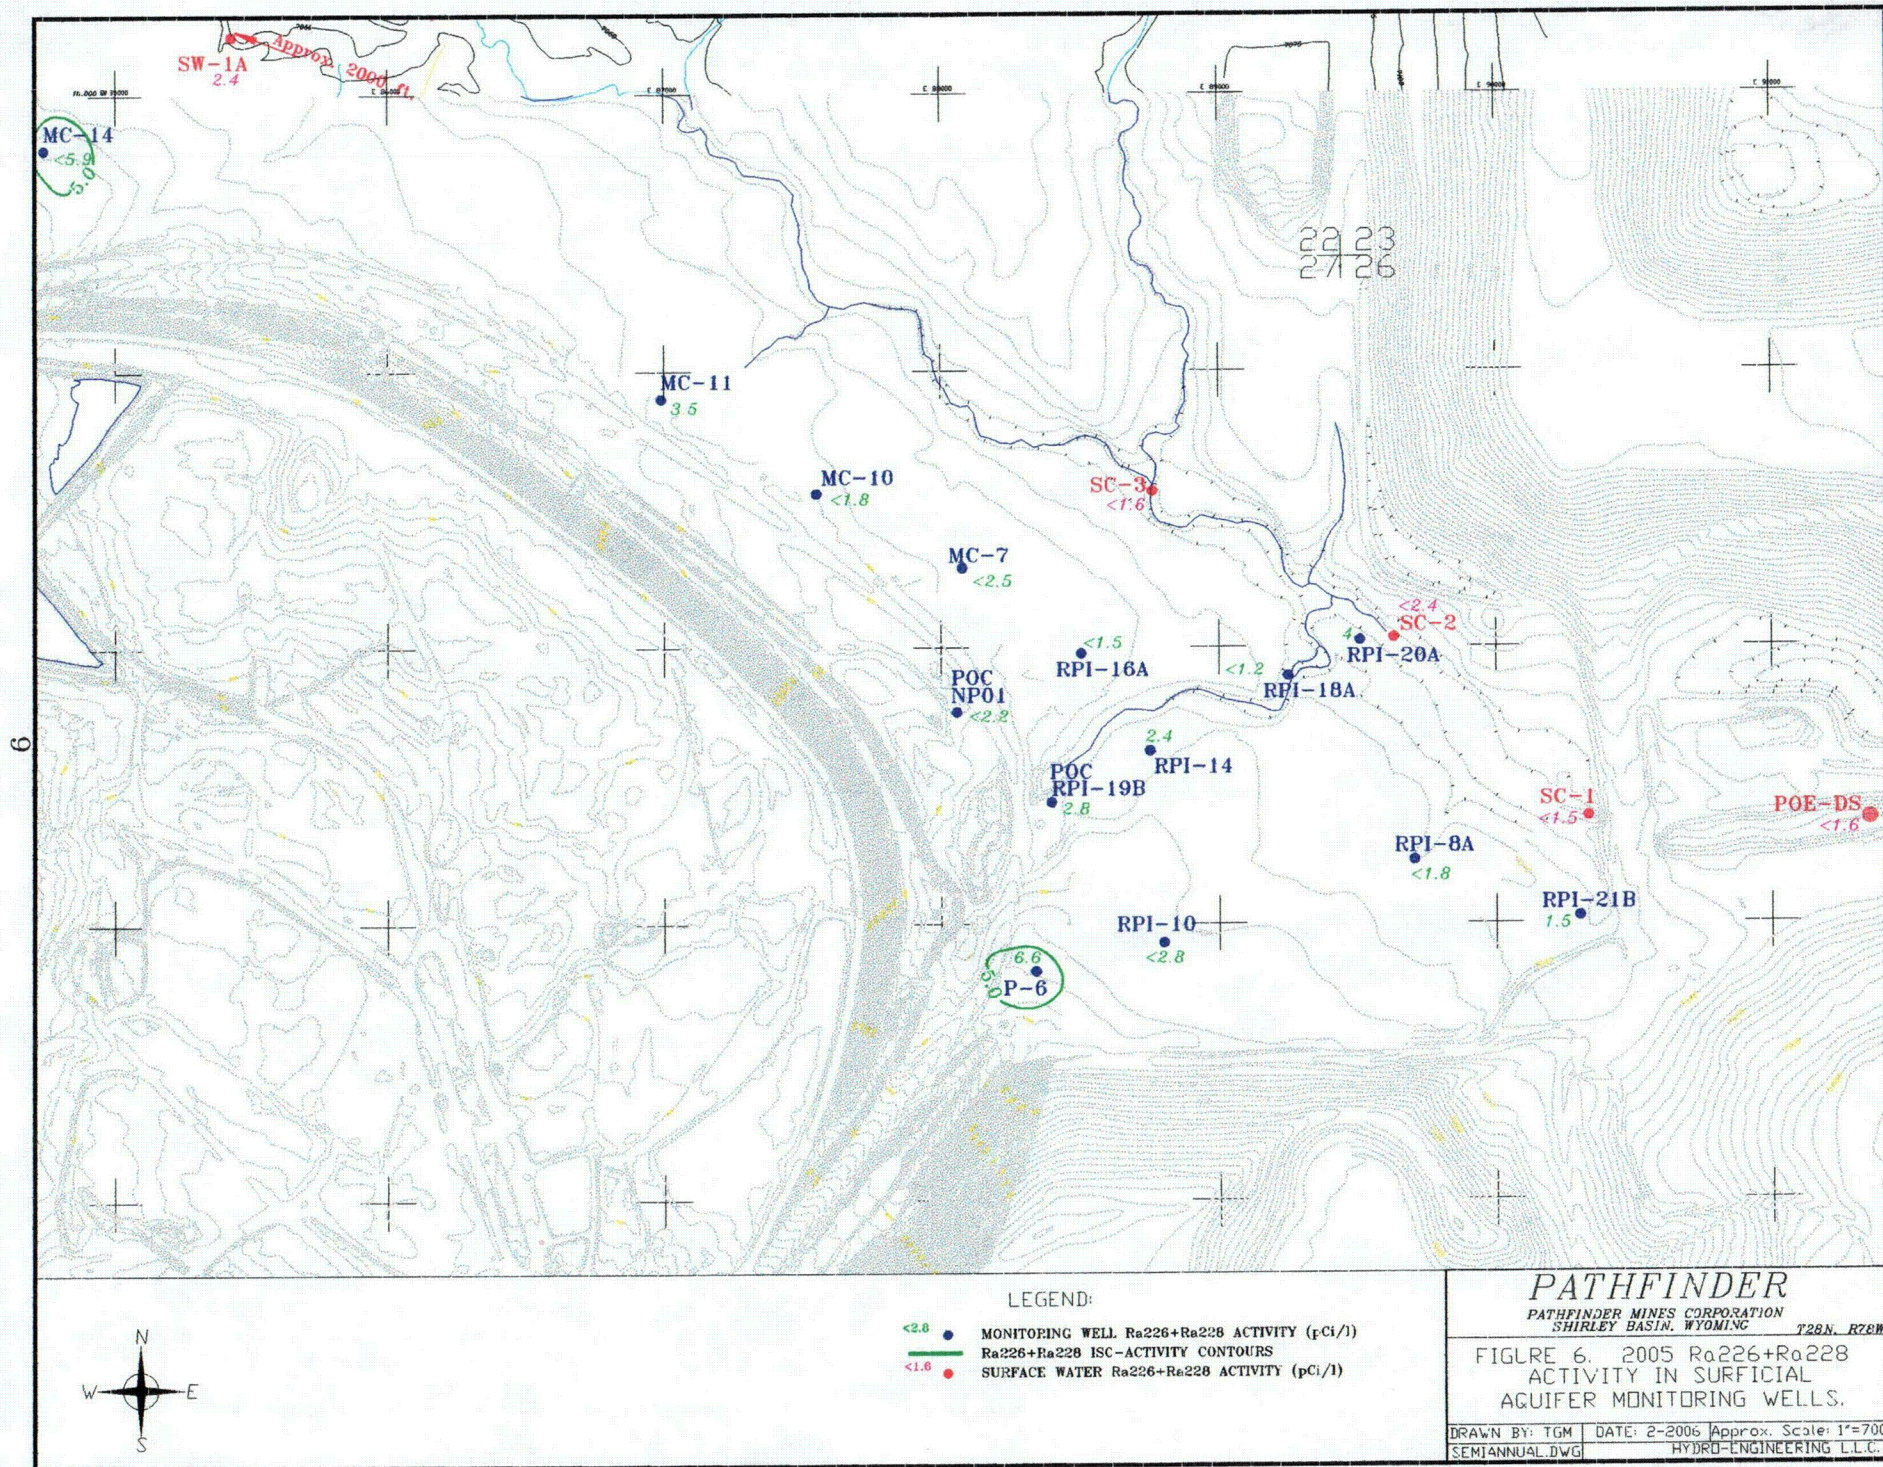 SW-1A
2.4
Approx. 2000 ft.
7070
MC-14
<5.9
5.0
22 23
27 26
MC-11
3.5
MC-10
<1.8
SC-3
<1.6
MC-7
<2.5
<2.4
SC-2
4
RPI-20A
<1.5
RPI-16A
<1.2
RPI-18A
POC
NP01
<2.2
2.4
RPI-14
POC
RPI-19B
2.8
SC-1
<1.5
POE-DS
<1.6
RPI-8A
<1.8
RPI-21B
1.5
RPI-10
<2.8
6.6
5.0
P-6
6
LEGEND:
<2.8 MONITORING WELL Ra226+Ra228 ACTIVITY (pCi/l)
Ra226+Ra228 ISC-ACTIVITY CONTOURS
<1.6 SURFACE WATER Ra226+Ra228 ACTIVITY (pCi/l)
N
W E
S
PATHFINDER
PATHFINDER MINES CORPORATION
SHIRLEY BASIN, WYOMING T28N, R78W
FIGURE 6. 2005 Ra226+Ra228
ACTIVITY IN SURFICIAL
AQUIFER MONITORING WELLS.
DRAWN BY: TGM DATE: 2-2006 Approx. Scale: 1"=700
SEMIANNUAL.DWG HYDRO-ENGINEERING L.L.C.